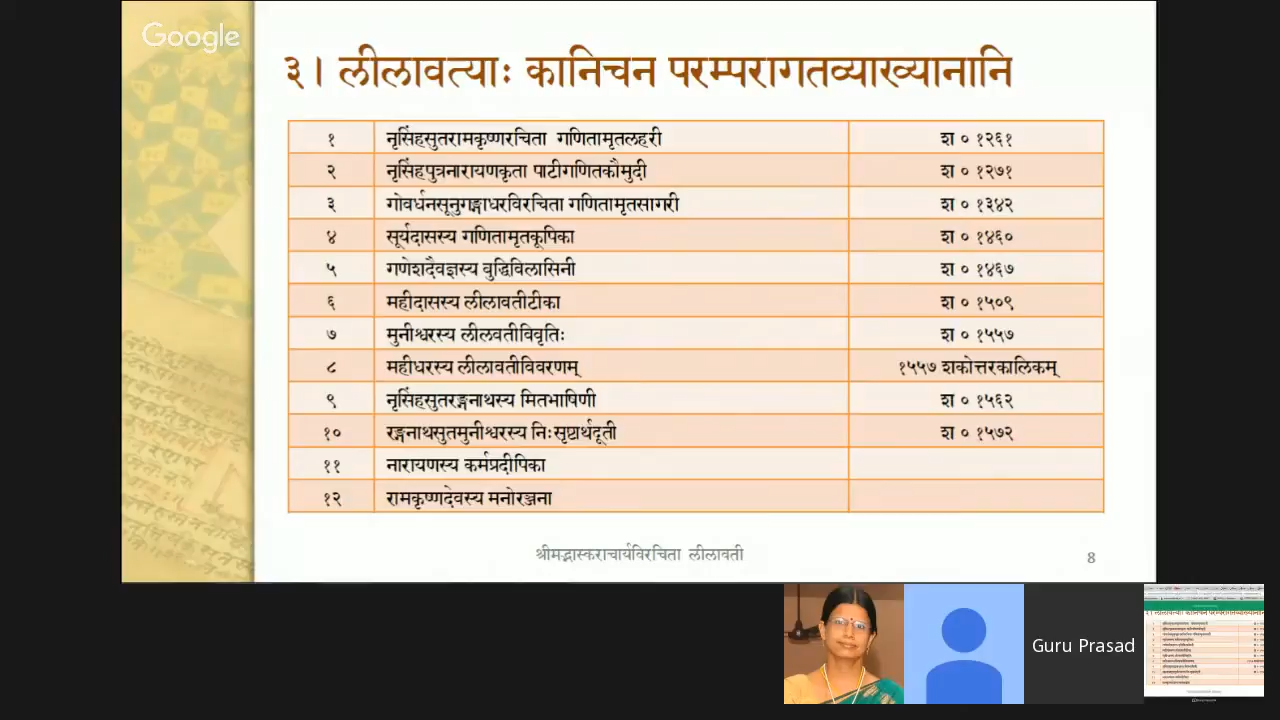 Google
३। लीलावत्याः कानिचन परम्परागतव्याख्यानानि
१ नृसिंहसुतरामकृष्णरचिता गणितामृतलहरी श ० १२६१
२ नृसिंहपुत्रनारायणकृता पाटीगणितकौमुदी श ० १२७१
३ गोवर्धनसूनुगङ्गाधरविरचिता गणितामृतसागरी श ० १३४२
४ सूर्यदासस्य गणितामृतकूपिका श ० १४६०
५ गणेशदैवज्ञस्य वुद्धिविलासिनी श ० १४६७
६ महीदासस्य लीलावतीटीका श ० १५०९
७ मुनीश्वरस्य लीलवतीविवृतिः श ० १५५७
८ महीधरस्य लीलावतीविवरणम् १५५७ शकोत्तरकालिकम्
९ नृसिंहसुतरङ्गनाथस्य मितभाषिणी श ० १५६२
१० रङ्गनाथसुतमुनीश्वरस्य निःसृष्टार्थदूती श ० १५७२
११ नारायणस्य कर्मप्रदीपिका
१२ रामकृष्णदेवस्य मनोरञ्जना
श्रीमद्भास्कराचार्यविरचिता लीलावती 8
Guru Prasad